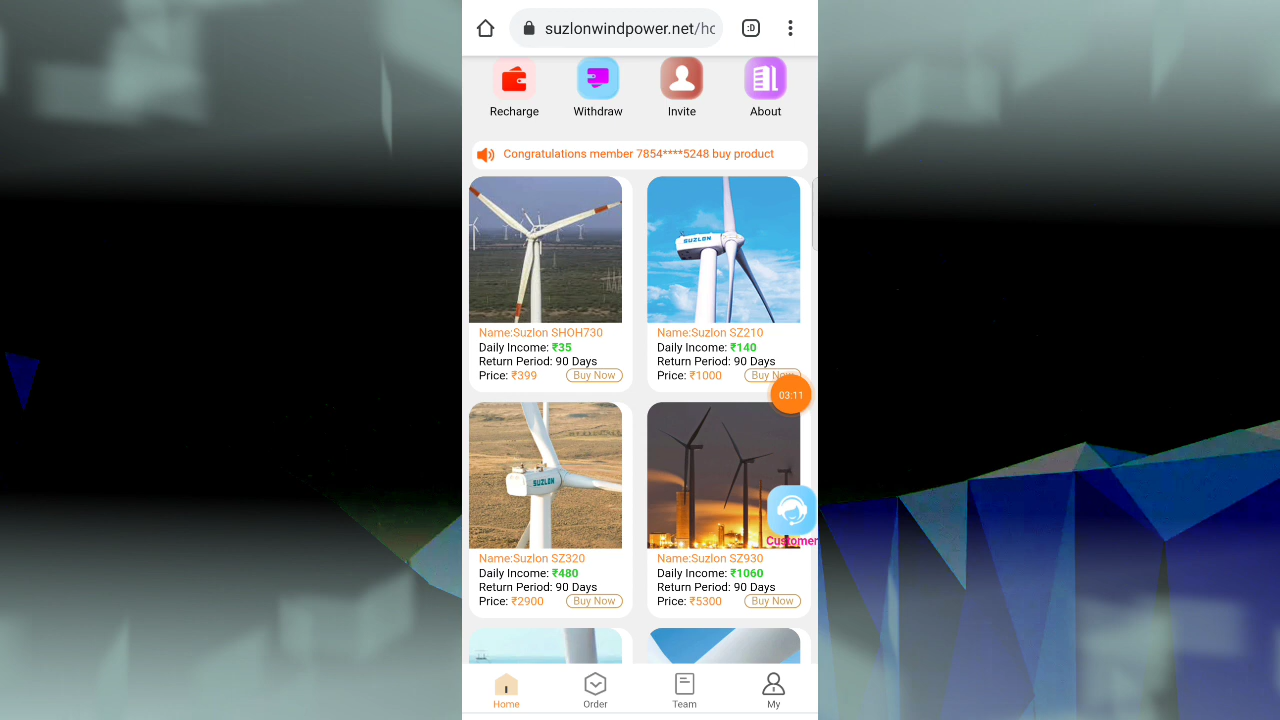 suzlonwindpower.net/ho
:D
Recharge
Withdraw
Invite
About
Congratulations member 7854****5248 buy product
SUZLON
Name:Suzlon SHOH730
Daily Income: ₹35
Return Period: 90 Days
Price: ₹399
Buy Now
Name:Suzlon SZ210
Daily Income: ₹140
Return Period: 90 Days
Price: ₹1000
Buy Now
03:11
SUZLON
Customer
Name:Suzlon SZ320
Daily Income: ₹480
Return Period: 90 Days
Price: ₹2900
Buy Now
Name:Suzlon SZ930
Daily Income: ₹1060
Return Period: 90 Days
Price: ₹5300
Buy Now
Home
Order
Team
My